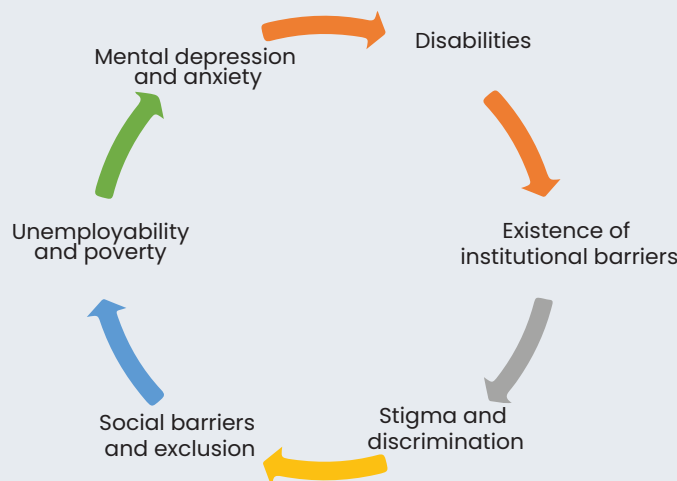 Disabilities
Existence of
institutional barriers
Stigma and
discrimination
Social barriers
and exclusion
Unemployability
and poverty
Mental depression
and anxiety